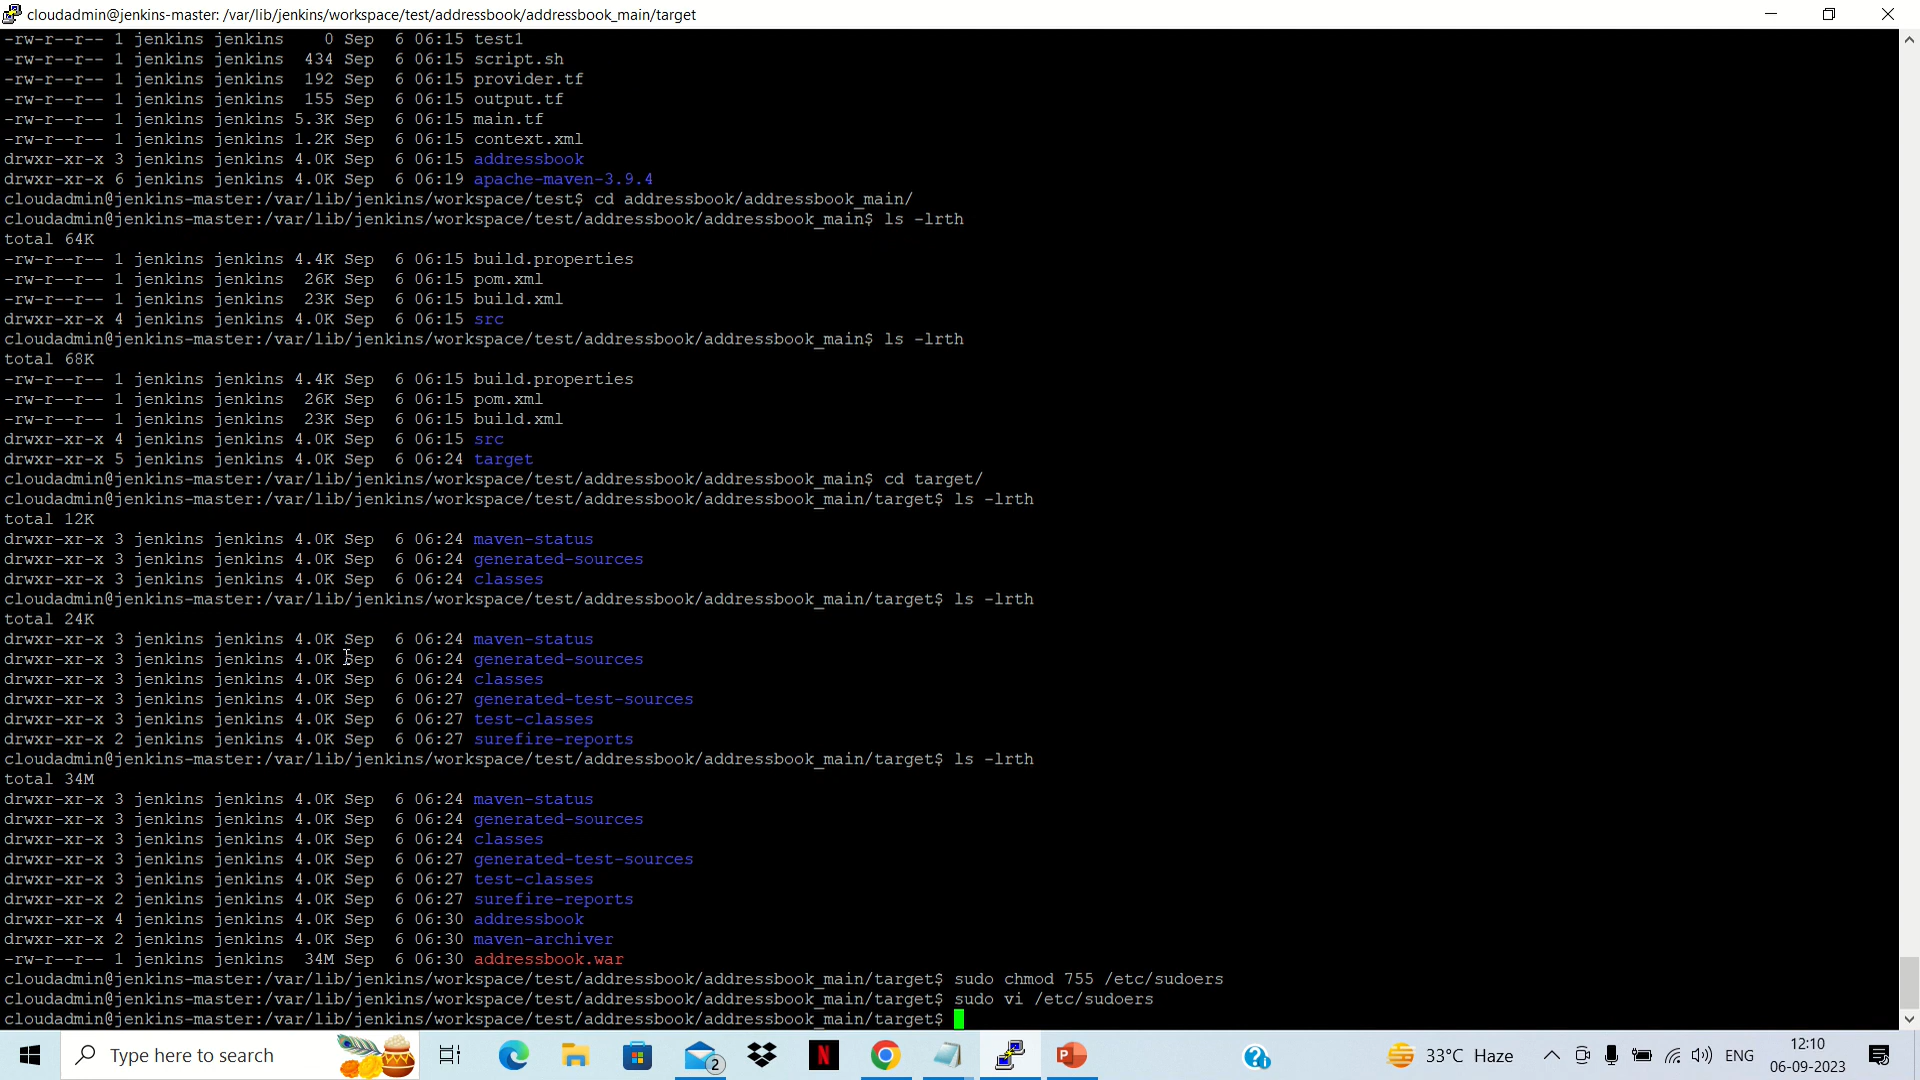 cloudadmin@jenkins-master: /var/lib/jenkins/workspace/test/addressbook/addressbook_main/target
-rw-r--r-- 1 jenkins jenkins    0 Sep  6 06:15 test1
-rw-r--r-- 1 jenkins jenkins  434 Sep  6 06:15 script.sh
-rw-r--r-- 1 jenkins jenkins  192 Sep  6 06:15 provider.tf
-rw-r--r-- 1 jenkins jenkins  155 Sep  6 06:15 output.tf
-rw-r--r-- 1 jenkins jenkins 5.3K Sep  6 06:15 main.tf
-rw-r--r-- 1 jenkins jenkins 1.2K Sep  6 06:15 context.xml
drwxr-xr-x 3 jenkins jenkins 4.0K Sep  6 06:15 addressbook
drwxr-xr-x 6 jenkins jenkins 4.0K Sep  6 06:19 apache-maven-3.9.4
cloudadmin@jenkins-master:/var/lib/jenkins/workspace/test$ cd addressbook/addressbook_main/
cloudadmin@jenkins-master:/var/lib/jenkins/workspace/test/addressbook/addressbook_main$ ls -lrth
total 64K
-rw-r--r-- 1 jenkins jenkins 4.4K Sep  6 06:15 build.properties
-rw-r--r-- 1 jenkins jenkins  26K Sep  6 06:15 pom.xml
-rw-r--r-- 1 jenkins jenkins  23K Sep  6 06:15 build.xml
drwxr-xr-x 4 jenkins jenkins 4.0K Sep  6 06:15 src
cloudadmin@jenkins-master:/var/lib/jenkins/workspace/test/addressbook/addressbook_main$ ls -lrth
total 68K
-rw-r--r-- 1 jenkins jenkins 4.4K Sep  6 06:15 build.properties
-rw-r--r-- 1 jenkins jenkins  26K Sep  6 06:15 pom.xml
-rw-r--r-- 1 jenkins jenkins  23K Sep  6 06:15 build.xml
drwxr-xr-x 4 jenkins jenkins 4.0K Sep  6 06:15 src
drwxr-xr-x 5 jenkins jenkins 4.0K Sep  6 06:24 target
cloudadmin@jenkins-master:/var/lib/jenkins/workspace/test/addressbook/addressbook_main$ cd target/
cloudadmin@jenkins-master:/var/lib/jenkins/workspace/test/addressbook/addressbook_main/target$ ls -lrth
total 12K
drwxr-xr-x 3 jenkins jenkins 4.0K Sep  6 06:24 maven-status
drwxr-xr-x 3 jenkins jenkins 4.0K Sep  6 06:24 generated-sources
drwxr-xr-x 3 jenkins jenkins 4.0K Sep  6 06:24 classes
cloudadmin@jenkins-master:/var/lib/jenkins/workspace/test/addressbook/addressbook_main/target$ ls -lrth
total 24K
drwxr-xr-x 3 jenkins jenkins 4.0K Sep  6 06:24 maven-status
drwxr-xr-x 3 jenkins jenkins 4.0K Sep  6 06:24 generated-sources
drwxr-xr-x 3 jenkins jenkins 4.0K Sep  6 06:24 classes
drwxr-xr-x 3 jenkins jenkins 4.0K Sep  6 06:27 generated-test-sources
drwxr-xr-x 3 jenkins jenkins 4.0K Sep  6 06:27 test-classes
drwxr-xr-x 2 jenkins jenkins 4.0K Sep  6 06:27 surefire-reports
cloudadmin@jenkins-master:/var/lib/jenkins/workspace/test/addressbook/addressbook_main/target$ ls -lrth
total 34M
drwxr-xr-x 3 jenkins jenkins 4.0K Sep  6 06:24 maven-status
drwxr-xr-x 3 jenkins jenkins 4.0K Sep  6 06:24 generated-sources
drwxr-xr-x 3 jenkins jenkins 4.0K Sep  6 06:24 classes
drwxr-xr-x 3 jenkins jenkins 4.0K Sep  6 06:27 generated-test-sources
drwxr-xr-x 3 jenkins jenkins 4.0K Sep  6 06:27 test-classes
drwxr-xr-x 2 jenkins jenkins 4.0K Sep  6 06:27 surefire-reports
drwxr-xr-x 4 jenkins jenkins 4.0K Sep  6 06:30 addressbook
drwxr-xr-x 2 jenkins jenkins 4.0K Sep  6 06:30 maven-archiver
-rw-r--r-- 1 jenkins jenkins  34M Sep  6 06:30 addressbook.war
cloudadmin@jenkins-master:/var/lib/jenkins/workspace/test/addressbook/addressbook_main/target$ sudo chmod 755 /etc/sudoers
cloudadmin@jenkins-master:/var/lib/jenkins/workspace/test/addressbook/addressbook_main/target$ sudo vi /etc/sudoers
cloudadmin@jenkins-master:/var/lib/jenkins/workspace/test/addressbook/addressbook_main/target$
Type here to search
2
N
P
?
33°C Haze
ENG
12:10
06-09-2023